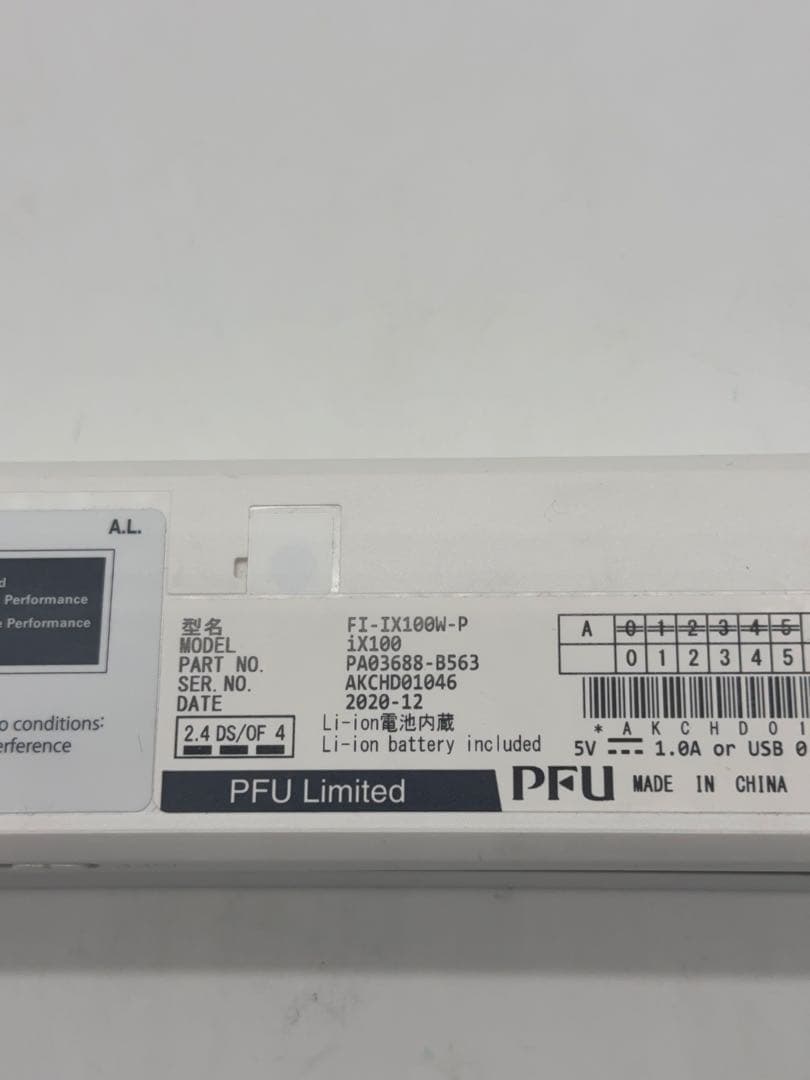 A.L.
d
Performance
e Performance
o conditions:
erference
型名 FI-IX100W-P
MODEL iX100
PART NO. PA03688-B563
SER. NO. AKCHD01046
DATE 2020-12
2.4 DS/OF 4
Li-ion電池内蔵
Li-ion battery included
A 0 1 2 3 4 5
0 1 2 3 4 5
* A K C H D 0 1
5V 1.0A or USB 0
PFU Limited
PFU MADE IN CHINA